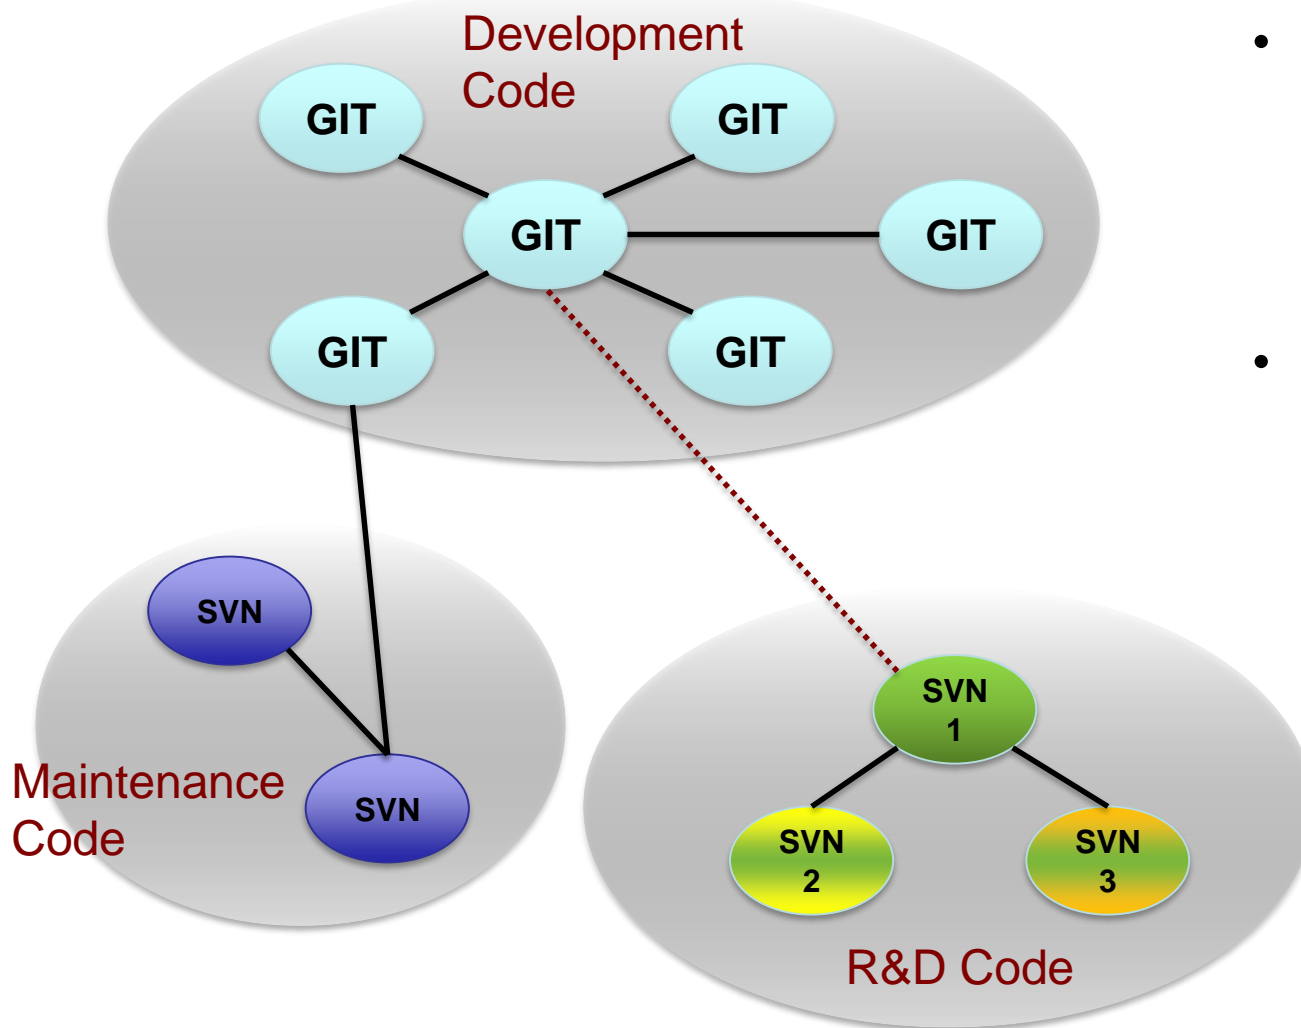 Development
Code
GIT
GIT
GIT
GIT
GIT
GIT
SVN
SVN
Maintenance
Code
SVN
1
SVN
2
SVN
3
R&D Code